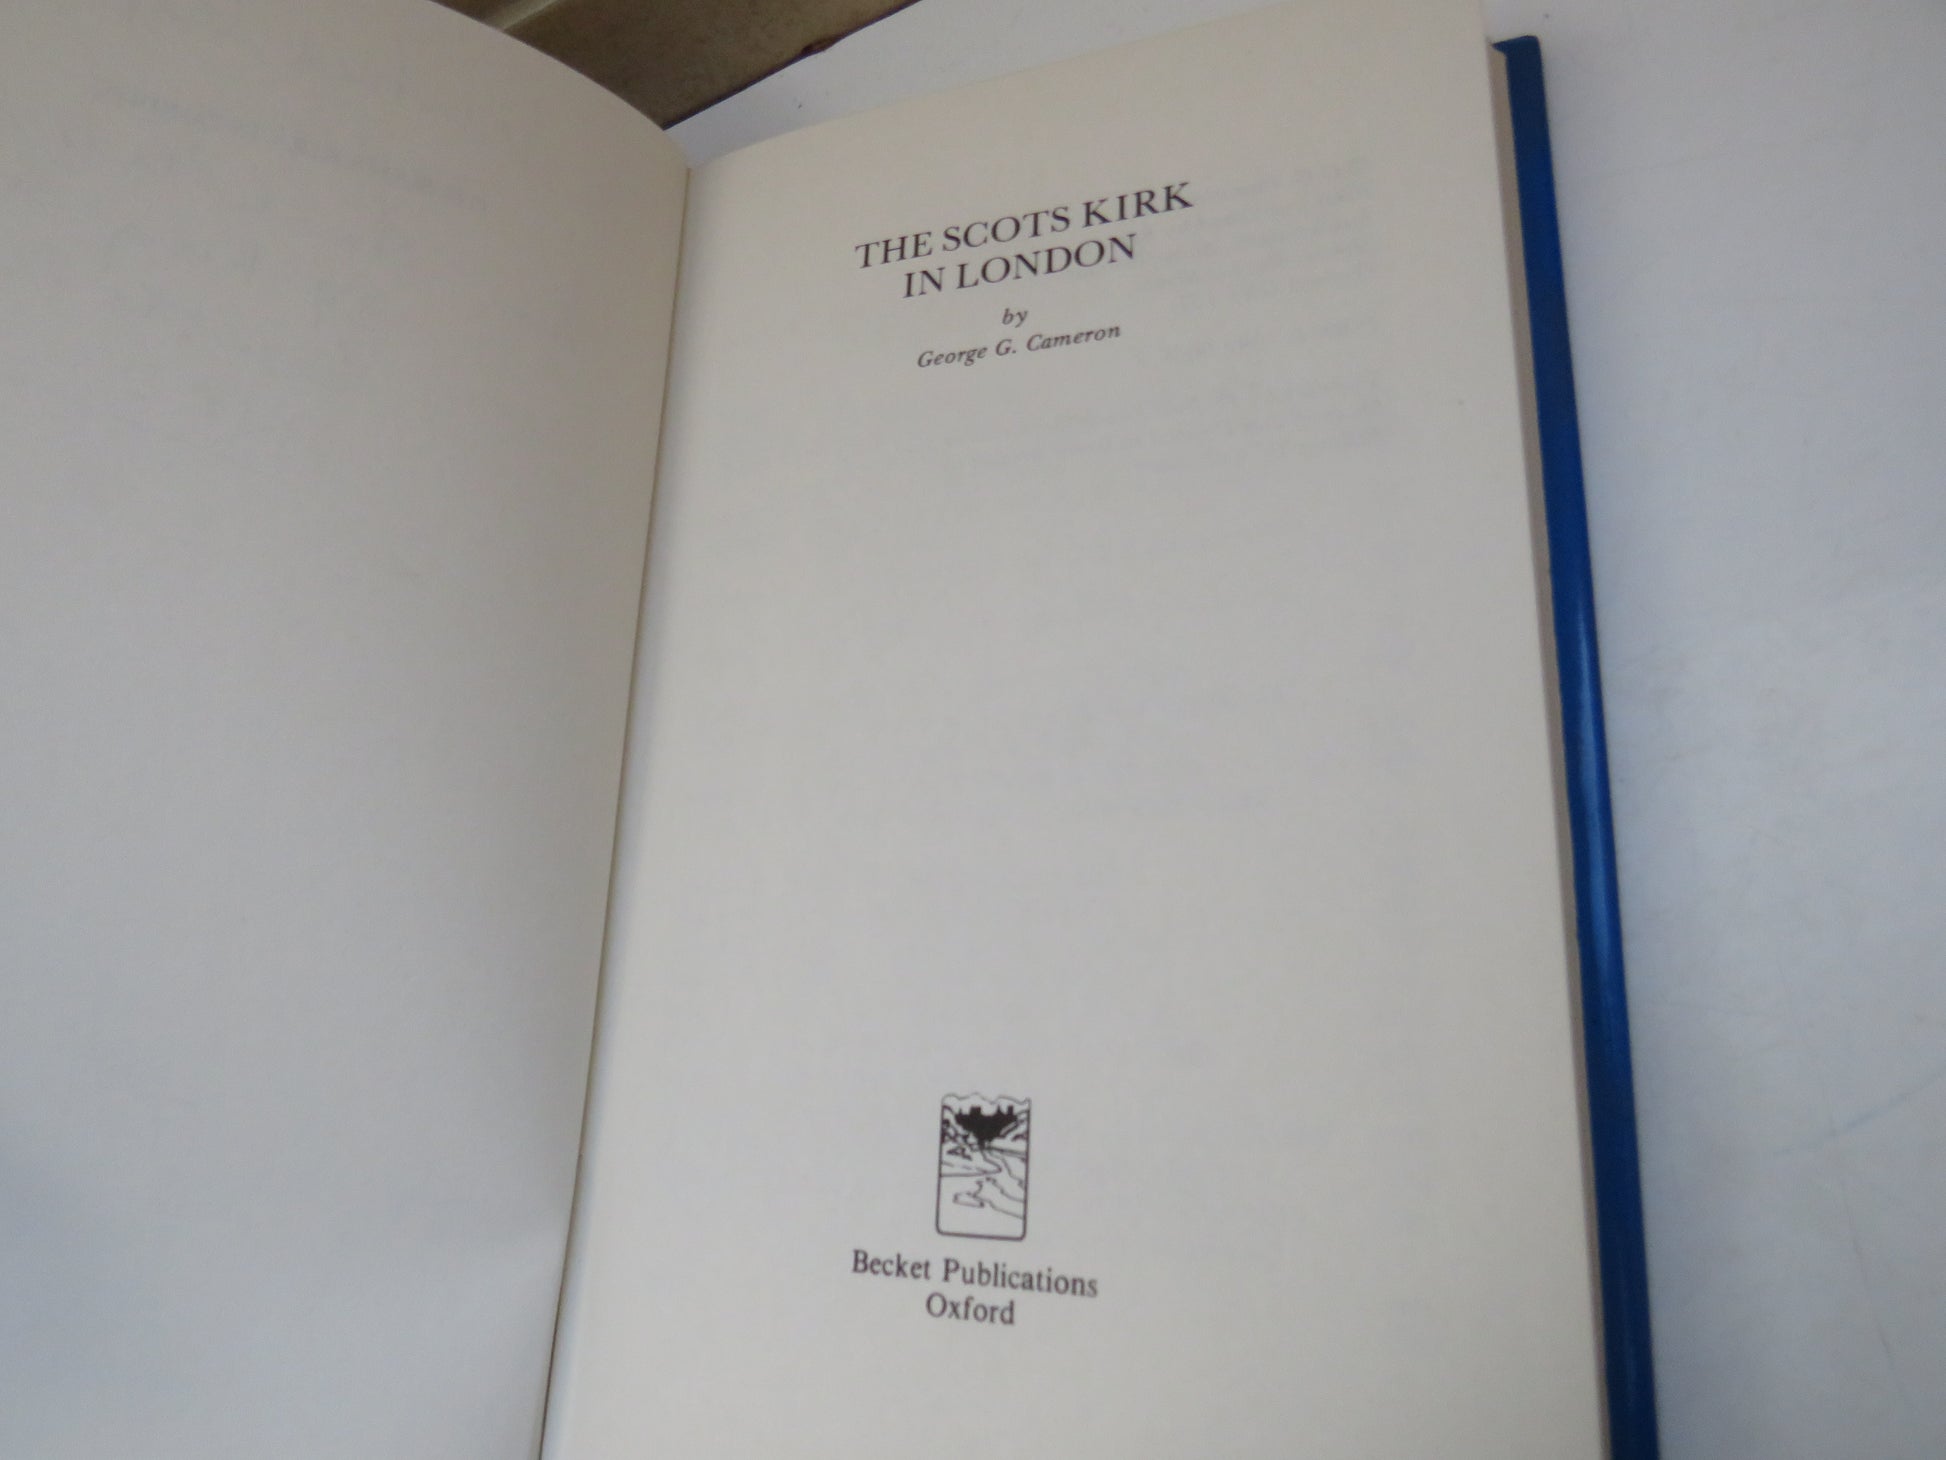 THE SCOTS KIRK
IN LONDON
by
George G. Cameron
Becket Publications
Oxford